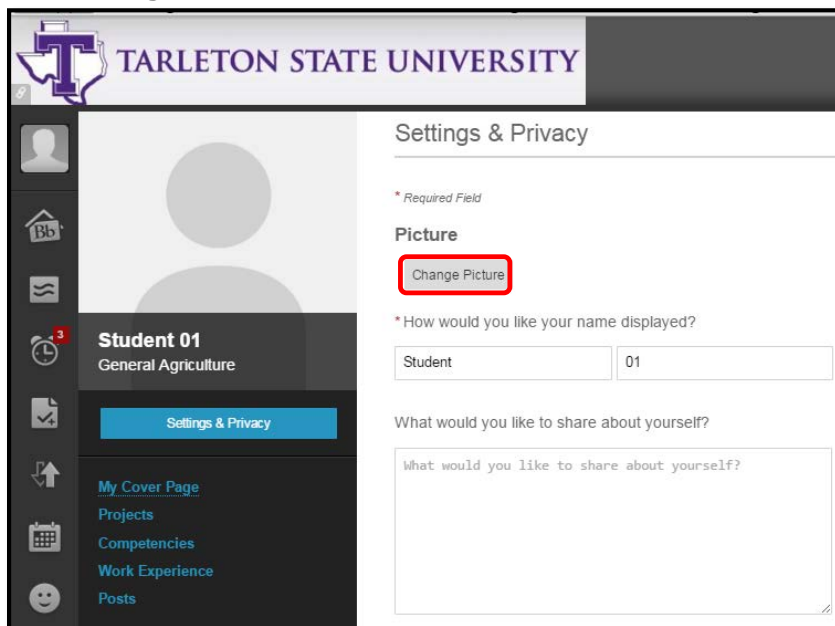 T TARLETON STATE UNIVERSITY
Settings & Privacy
* Required Field
Picture
Change Picture
* How would you like your name displayed?
Student 01
What would you like to share about yourself?
What would you like to share about yourself?
Bb
3
Student 01
General Agriculture
Settings & Privacy
My Cover Page
Projects
Competencies
Work Experience
Posts